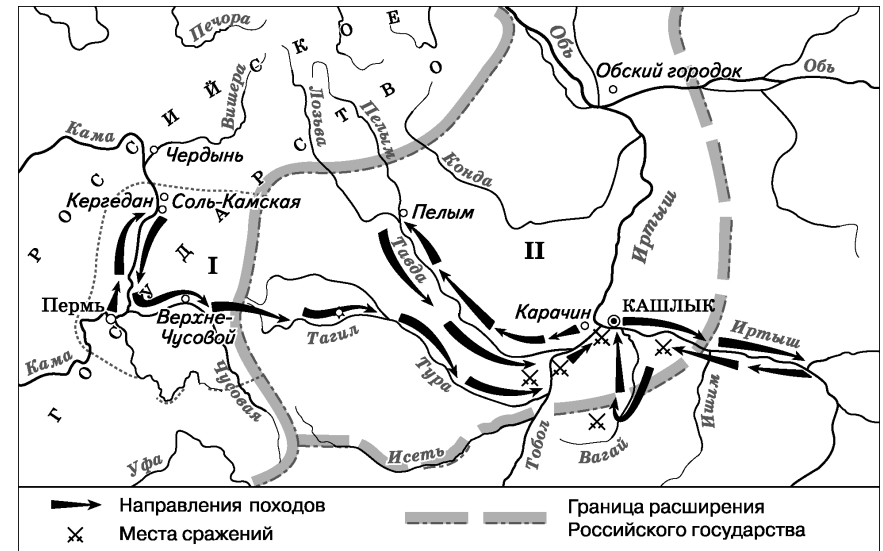 Печора
РОССИЙСКОЕ
ГОСУДАРСТВО
Обь
Обский городок
Обь
Вишера
Лозьва
Пелым
Кама
Чердынь
Конда
Кергедан
Соль-Камская
Пелым
Иртыш
I
II
Тавда
Пермь
Верхне-
Чусовой
Карачин
КАШЛЫК
Иртыш
Тагил
Кама
Тура
Чусовая
Ишим
Исеть
Тобол
Вагай
Уфа
Направления походов
Места сражений
Граница расширения
Российского государства